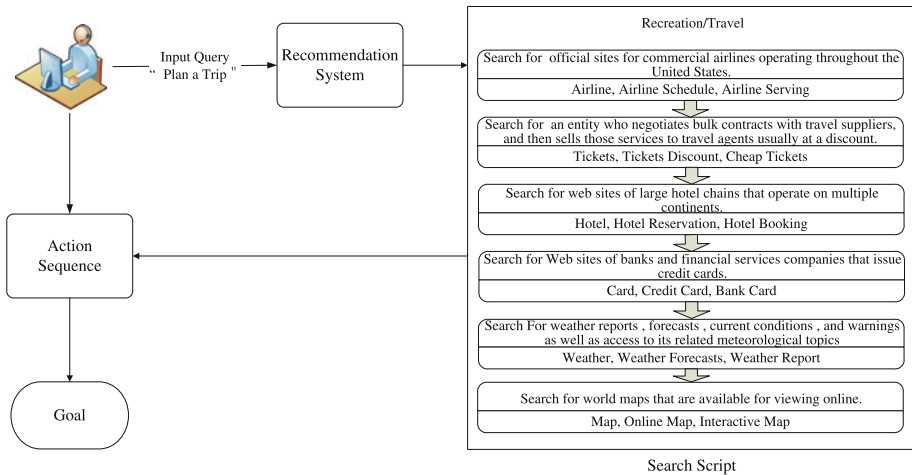 Input Query
“ Plan a Trip "
Recommendation
System
Recreation/Travel
Search for official sites for commercial airlines operating throughout the
United States.
Airline, Airline Schedule, Airline Serving
Search for an entity who negotiates bulk contracts with travel suppliers,
and then sells those services to travel agents usually at a discount.
Tickets, Tickets Discount, Cheap Tickets
Search for web sites of large hotel chains that operate on multiple
continents.
Hotel, Hotel Reservation, Hotel Booking
Search for Web sites of banks and financial services companies that issue
credit cards.
Card, Credit Card, Bank Card
Search For weather reports , forecasts , current conditions , and warnings
as well as access to its related meteorological topics
Weather, Weather Forecasts, Weather Report
Search for world maps that are available for viewing online.
Map, Online Map, Interactive Map
Search Script
Action
Sequence
Goal